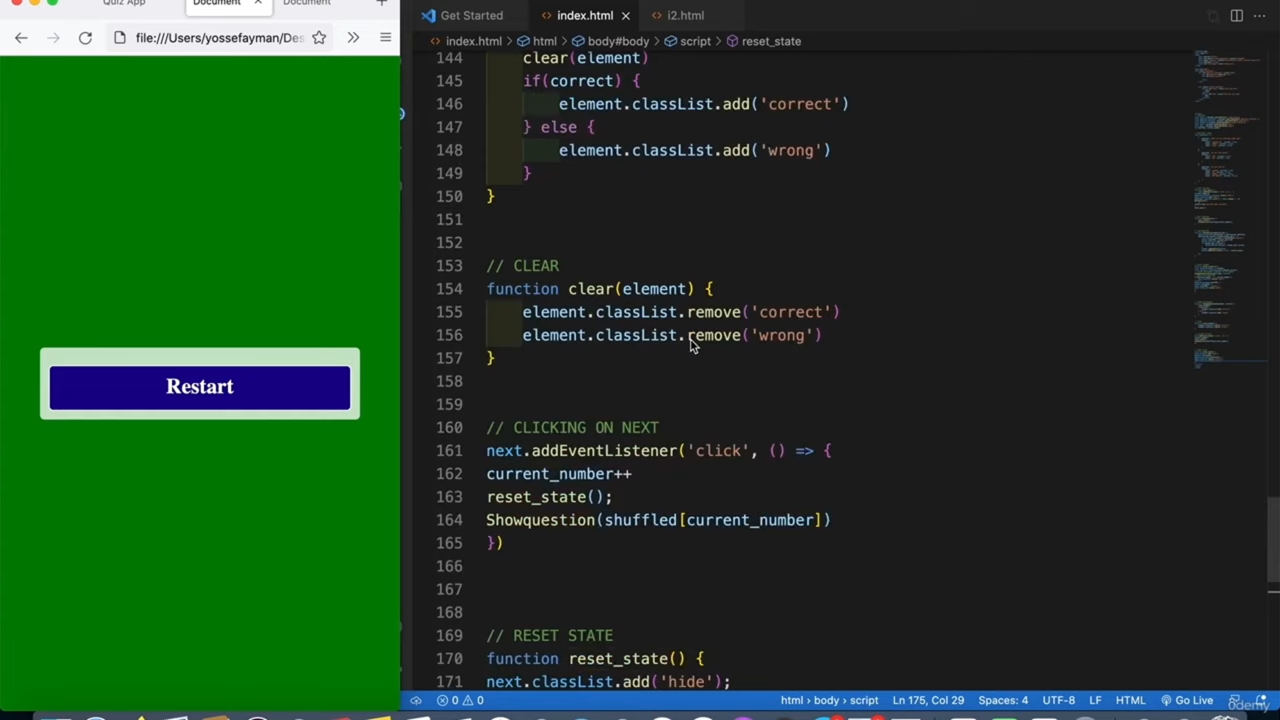 Quiz App
Document
Document
Get Started
index.html
i2.html
file:///Users/yossefayman/Des
index.html
html
body#body
script
reset_state
144 clear(element)
145 if(correct) {
146 element.classList.add('correct')
147 } else {
148 element.classList.add('wrong')
149 }
150 }
151
152
153 // CLEAR
154 function clear(element) {
155 element.classList.remove('correct')
156 element.classList.remove('wrong')
157 }
158
159
160 // CLICKING ON NEXT
161 next.addEventListener('click', () => {
162 current_number++
163 reset_state();
164 Showquestion(shuffled[current_number])
165 })
166
167
168
169 // RESET STATE
170 function reset_state() {
171 next.classList.add('hide');
Restart
0 0
html › body › script
Ln 175, Col 29
Spaces: 4
UTF-8
LF
HTML
Go Live
udemy